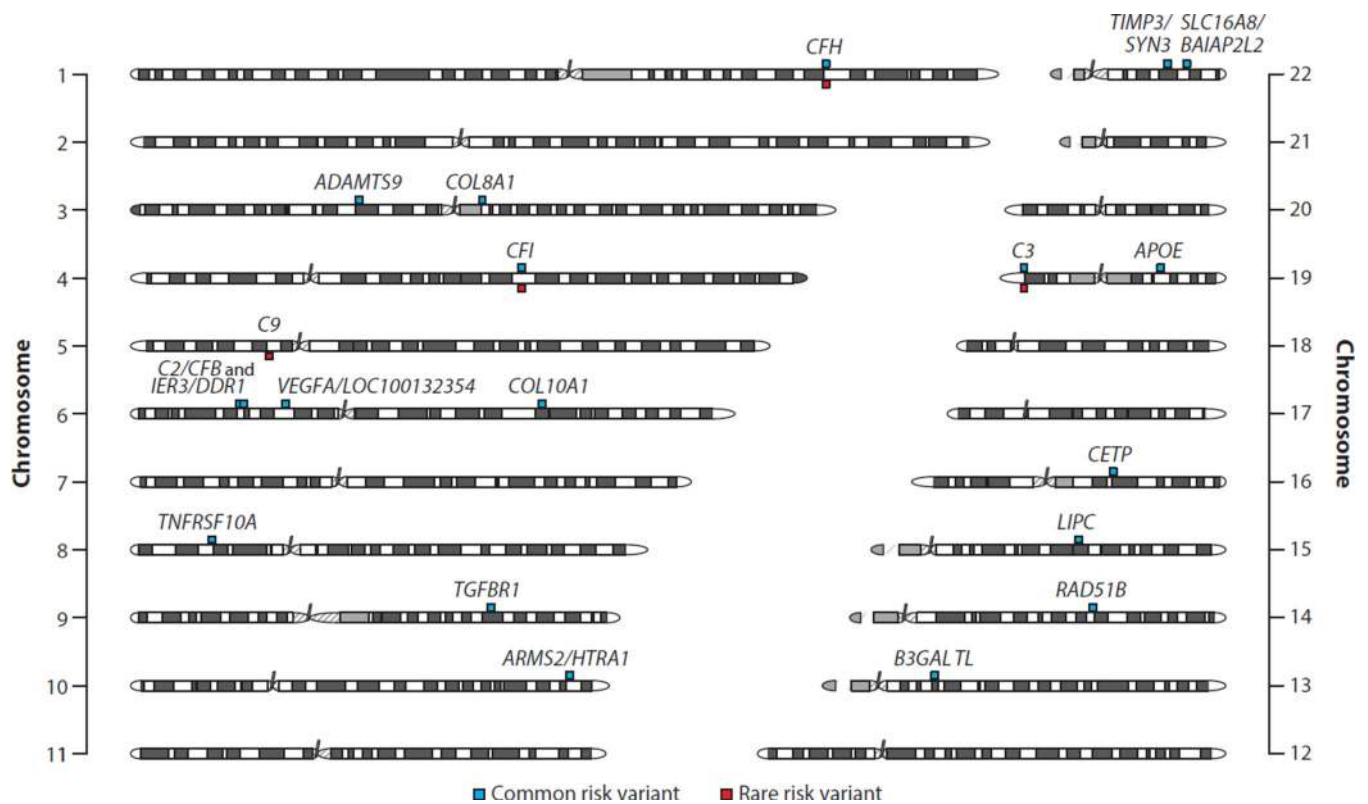 TIMP3/ SLC16A8/
CFH SYN3 BAIAP2L2
1 22
2 21
ADAMTS9 COL8A1
3 20
CFI C3 APOE
4 19
C9
5 18
C2/CFB and
IER3/DDR1 VEGFA/LOC100132354 COL10A1
6 17
Chromosome Chromosome
CETP
7 16
TNFRSF10A LIPC
8 15
TGFBR1 RAD51B
9 14
ARMS2/HTRA1 B3GALTL
10 13
11 12
Common risk variant Rare risk variant